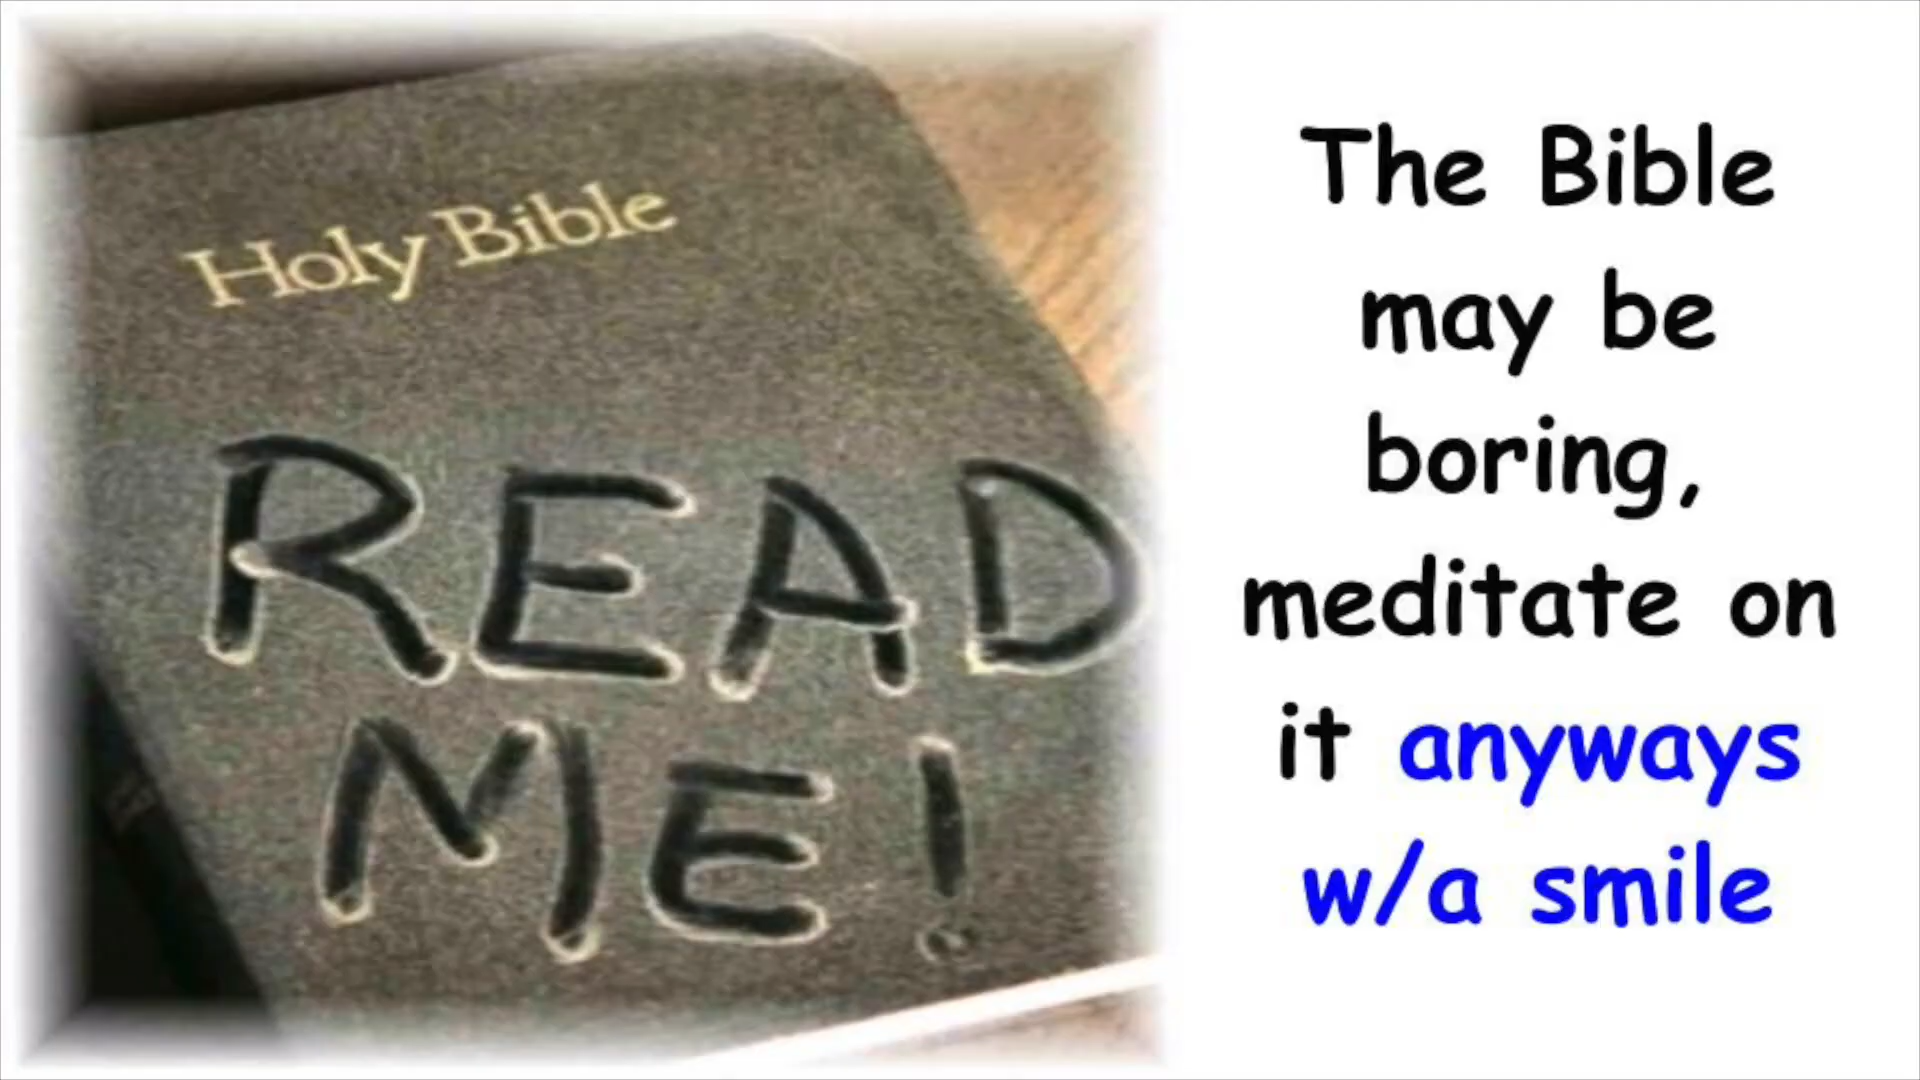 Holy Bible
READ
ME!
The Bible
may be
boring,
meditate on
it anyways
w/a smile